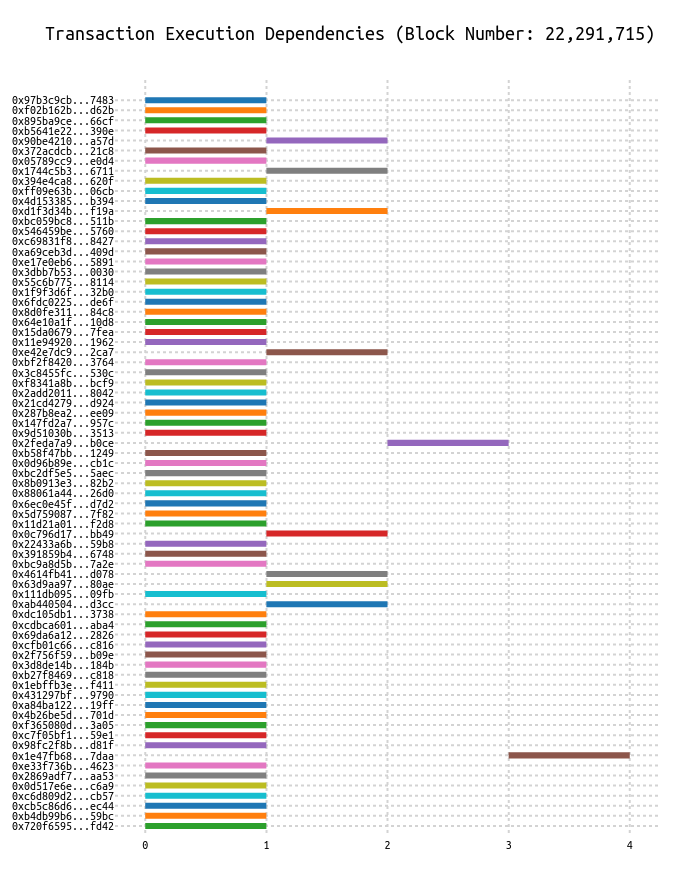 Transaction Execution Dependencies (Block Number: 22,291,715)
0x97b3c9cb...7483
0xf02b162b...d62b
0x895ba9ce...66cf
0xb5641e22...390e
0x90be4210...a57d
0x372acdcb...21c8
0x05789cc9...e0d4
0x1744c5b3...6711
0x394e4ca8...620f
0xff09e63b...06cb
0x4d153385...b394
0xd1f3d34b...f19a
0xbc059bc8...511b
0x546459be...5760
0xc69831f8...8427
0xa69ceb3d...409d
0xe17e0eb6...5891
0x3dbb7b53...0030
0x55c6b775...8114
0x1f9f3d6f...32b0
0x6fdc0225...de6f
0x8d0fe311...84c8
0x64e10a1f...10d8
0x15da0679...7fea
0x11e94920...1962
0xe42e7dc9...2ca7
0xbf2f8420...3764
0x3c8455fc...530c
0xf8341a8b...bcf9
0x2add2011...8042
0x21cd4279...d924
0x287b8ea2...ee09
0x147fd2a7...957c
0x9d51030b...3513
0x2feda7a9...b0ce
0xb58f47bb...1249
0x0d96b89e...cb1c
0xbc2df5e5...5aec
0x8b0913e3...82b2
0x88061a44...26d0
0x6ec0e45f...d7d2
0x5d759087...7f82
0x11d21a01...f2d8
0x0c796d17...bb49
0x22433a6b...59b8
0x391859b4...6748
0xbc9a8d5b...7a2e
0x4614fb41...d078
0x63d9aa97...80ae
0x111db095...09fb
0xab440504...d3cc
0xdc105db1...3738
0xcdbca601...aba4
0x69da6a12...2826
0xcfb01c66...c816
0x2f756f59...b09e
0x3d8de14b...184b
0xb27f8469...c818
0x1ebffb3e...f411
0x431297bf...9790
0xa84ba122...19ff
0x4b26be5d...701d
0xf365080d...3a05
0xc7f05bf1...59e1
0x98fc2f8b...d81f
0x1e47fb68...7daa
0xe33f736b...4623
0x2869adf7...aa53
0x0d517e6e...c6a9
0xc6d809d2...cb57
0xcb5c86d6...ec44
0xb4db99b6...59bc
0x720f6595...fd42
0 1 2 3 4